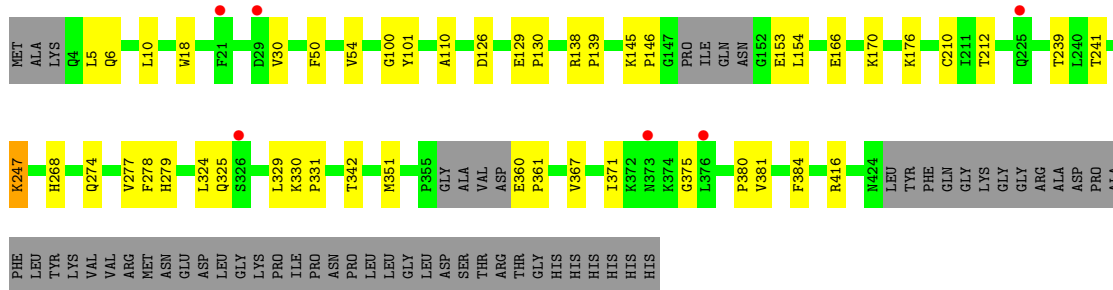 MET ALA LYS Q4 L5 Q6 L10 W18 F21 D29 V30 F50 V54 G100 Y101 A110 D126 E129 P130 R138 P139 K145 P146 G147 PRO ILE GLN ASN G152 E153 L154 E166 K170 K176 C210 I211 T212 Q225 T239 L240 T241
K247 H268 Q274 V277 F278 H279 L324 Q325 S326 L329 K330 P331 T342 M351 P355 GLY ALA VAL ASP E360 P361 V367 I371 K372 N373 K374 G375 L376 P380 V381 F384 R416 N424 LEU TYR PHE GLN GLY LYS GLY GLY ARG ALA ASP PRO ALA
PHE LEU TYR LYS VAL VAL ARG MET ASN GLU ASP LEU GLY LYS PRO ILE PRO ASN PRO LEU LEU GLY LEU ASP SER THR ARG THR GLY HIS HIS HIS HIS HIS HIS